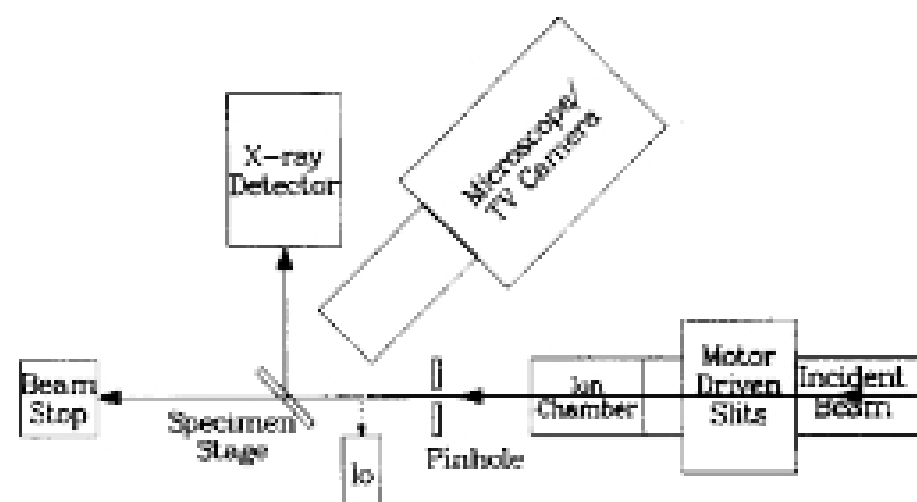 Microscope/
TV Camera
X-ray
Detector
Beam
Stop
Specimen
Stage
Io
Pinhole
Ion
Chamber
Motor
Driven
Slits
Incident
Beam